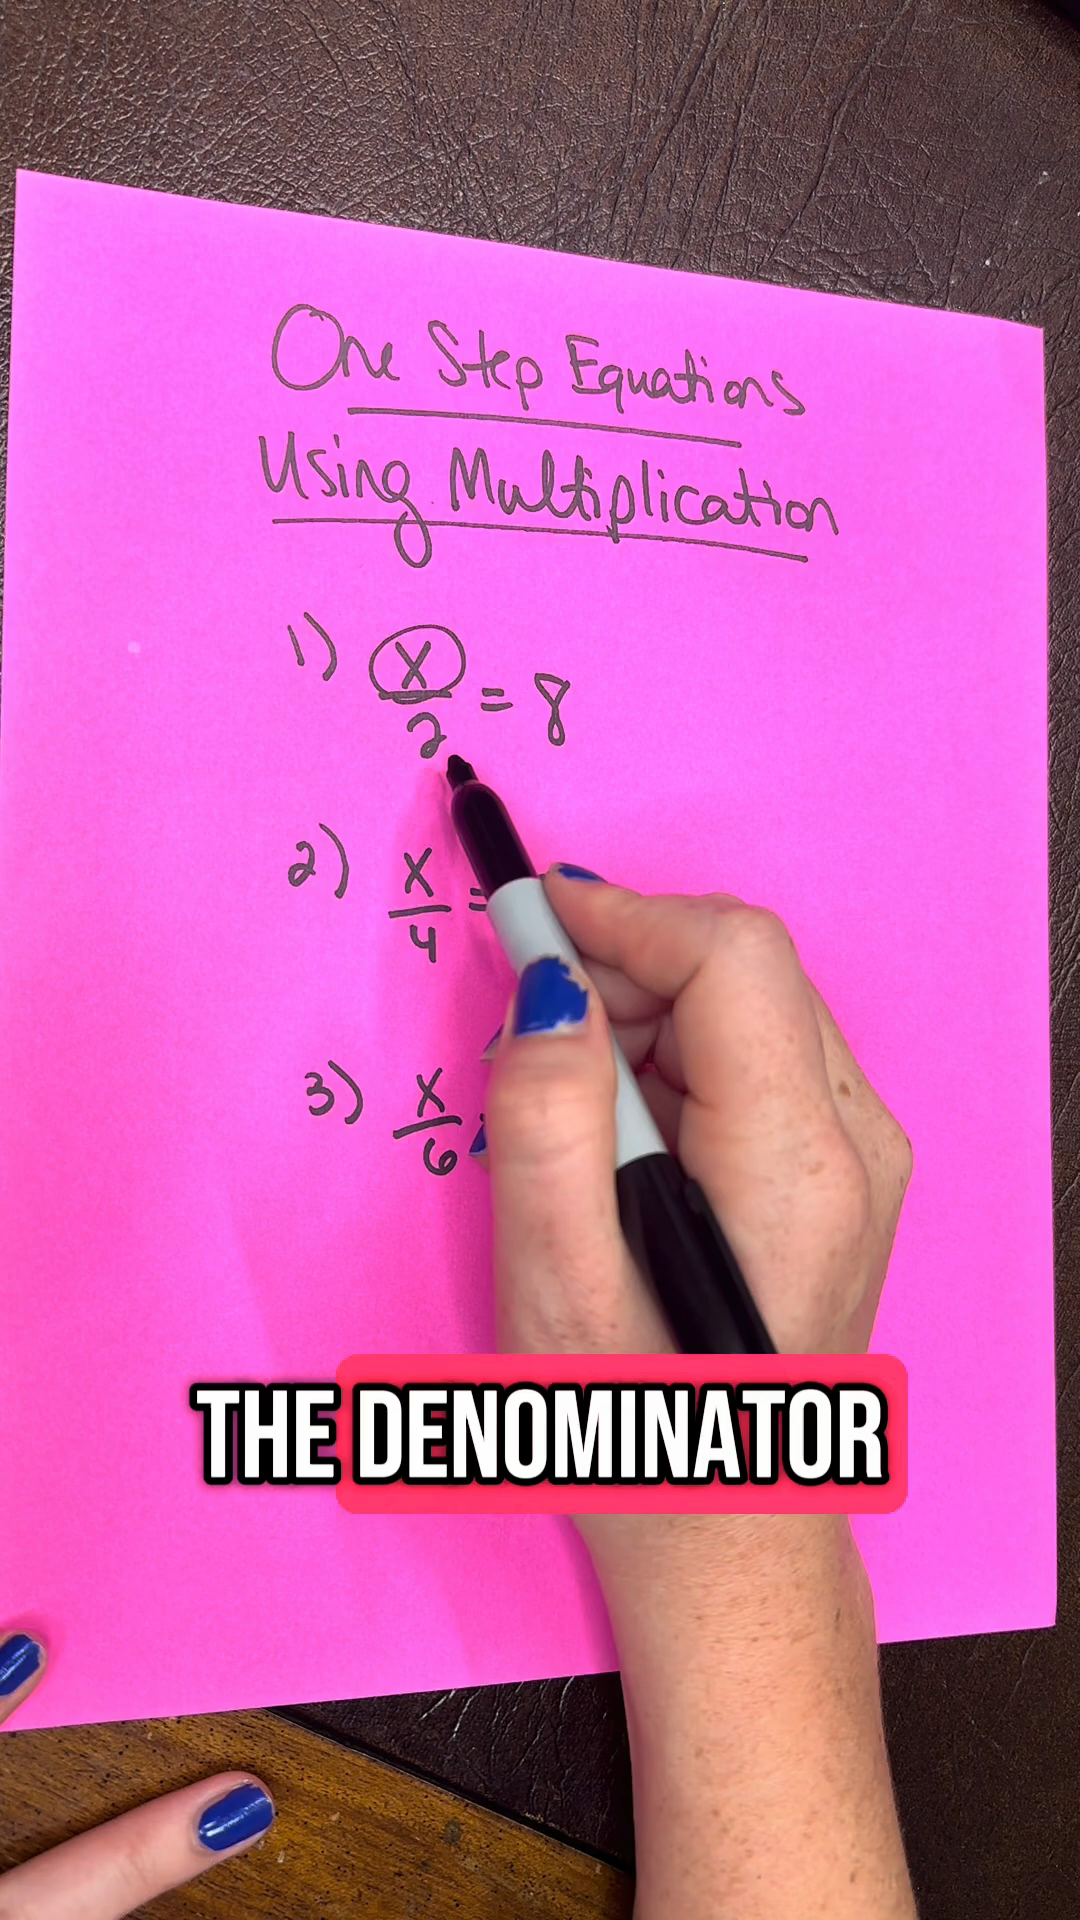 One Step Equations
Using Multiplication
1) x/2 = 8
2) x/4 =
3) x/6
THE DENOMINATOR